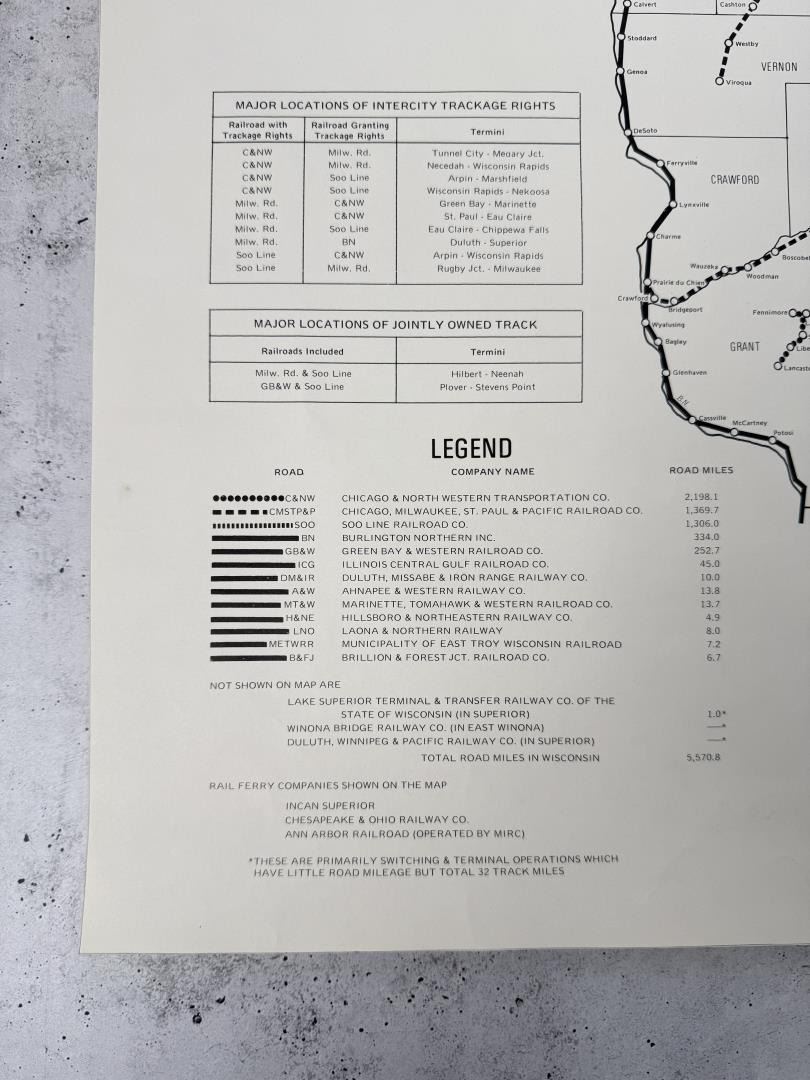 Calvert
Cashton
Stoddard
Westby
VERNON
Genoa
Viroqua
MAJOR LOCATIONS OF INTERCITY TRACKAGE RIGHTS
Railroad with Trackage Rights Railroad Granting Trackage Rights Termini
C&NW Milw. Rd. Tunnel City - Medary Jct.
C&NW Milw. Rd. Necedah - Wisconsin Rapids
C&NW Soo Line Arpin - Marshfield
C&NW Soo Line Wisconsin Rapids - Nekoosa
Milw. Rd. C&NW Green Bay - Marinette
Milw. Rd. C&NW St. Paul - Eau Claire
Milw. Rd. Soo Line Eau Claire - Chippewa Falls
Milw. Rd. BN Duluth - Superior
Soo Line C&NW Arpin - Wisconsin Rapids
Soo Line Milw. Rd. Rugby Jct. - Milwaukee
DeSoto
Ferryville
CRAWFORD
Lynxville
Charme
Boscobel
Wauzeka
Woodman
Prairie du Chien
Crawford
Bridgeport
Fennimore
Wyalusing
Bagley
GRANT
Glenhaven
BN
Cassville
McCartney
Potosi
MAJOR LOCATIONS OF JOINTLY OWNED TRACK
Railroads Included Termini
Milw. Rd. & Soo Line Hilbert - Neenah
GB&W & Soo Line Plover - Stevens Point
LEGEND
ROAD COMPANY NAME ROAD MILES
C&NW CHICAGO & NORTH WESTERN TRANSPORTATION CO. 2,198.1
CMSTP&P CHICAGO, MILWAUKEE, ST. PAUL & PACIFIC RAILROAD CO. 1,369.7
SOO SOO LINE RAILROAD CO. 1,306.0
BN BURLINGTON NORTHERN INC. 334.0
GB&W GREEN BAY & WESTERN RAILROAD CO. 252.7
ICG ILLINOIS CENTRAL GULF RAILROAD CO. 45.0
DM&IR DULUTH, MISSABE & IRON RANGE RAILWAY CO. 10.0
A&W AHNAPEE & WESTERN RAILWAY CO. 13.8
MT&W MARINETTE, TOMAHAWK & WESTERN RAILROAD CO. 13.7
H&NE HILLSBORO & NORTHEASTERN RAILWAY CO. 4.9
LNO LAONA & NORTHERN RAILWAY 8.0
METWRR MUNICIPALITY OF EAST TROY WISCONSIN RAILROAD 7.2
B&FJ BRILLION & FOREST JCT. RAILROAD CO. 6.7
NOT SHOWN ON MAP ARE
LAKE SUPERIOR TERMINAL & TRANSFER RAILWAY CO. OF THE
STATE OF WISCONSIN (IN SUPERIOR) 1.0*
WINONA BRIDGE RAILWAY CO. (IN EAST WINONA) —*
DULUTH, WINNIPEG & PACIFIC RAILWAY CO. (IN SUPERIOR) —*
TOTAL ROAD MILES IN WISCONSIN 5,570.8
RAIL FERRY COMPANIES SHOWN ON THE MAP
INCAN SUPERIOR
CHESAPEAKE & OHIO RAILWAY CO.
ANN ARBOR RAILROAD (OPERATED BY MIRC)
*THESE ARE PRIMARILY SWITCHING & TERMINAL OPERATIONS WHICH
HAVE LITTLE ROAD MILEAGE BUT TOTAL 32 TRACK MILES